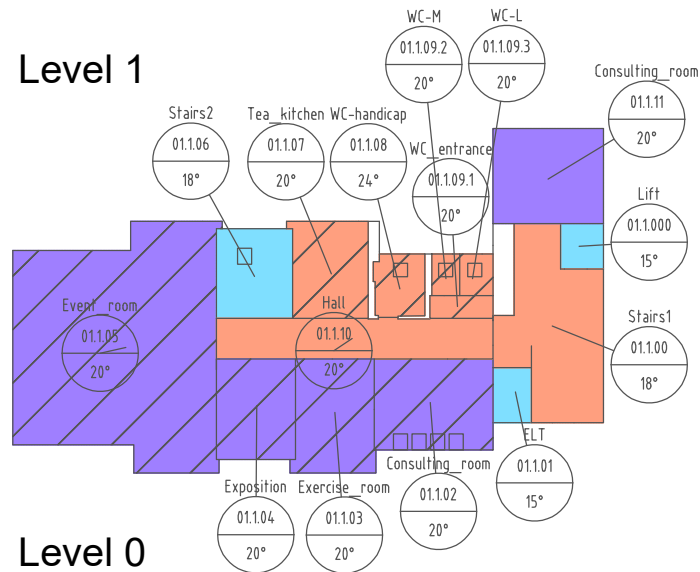 Level 1
WC-M
01.1.09.2
20°
WC-L
01.1.09.3
20°
Consulting_room
01.1.11
20°
Stairs2
01.1.06
18°
Tea_kitchen
01.1.07
20°
WC-handicap
01.1.08
24°
WC_entrance
01.1.09.1
20°
Lift
01.1.000
15°
Event_room
01.1.05
20°
Hall
01.1.10
20°
Stairs1
01.1.00
18°
Exposition
01.1.04
20°
Exercise_room
01.1.03
20°
Consulting_room
01.1.02
20°
ELT
01.1.01
15°
Level 0